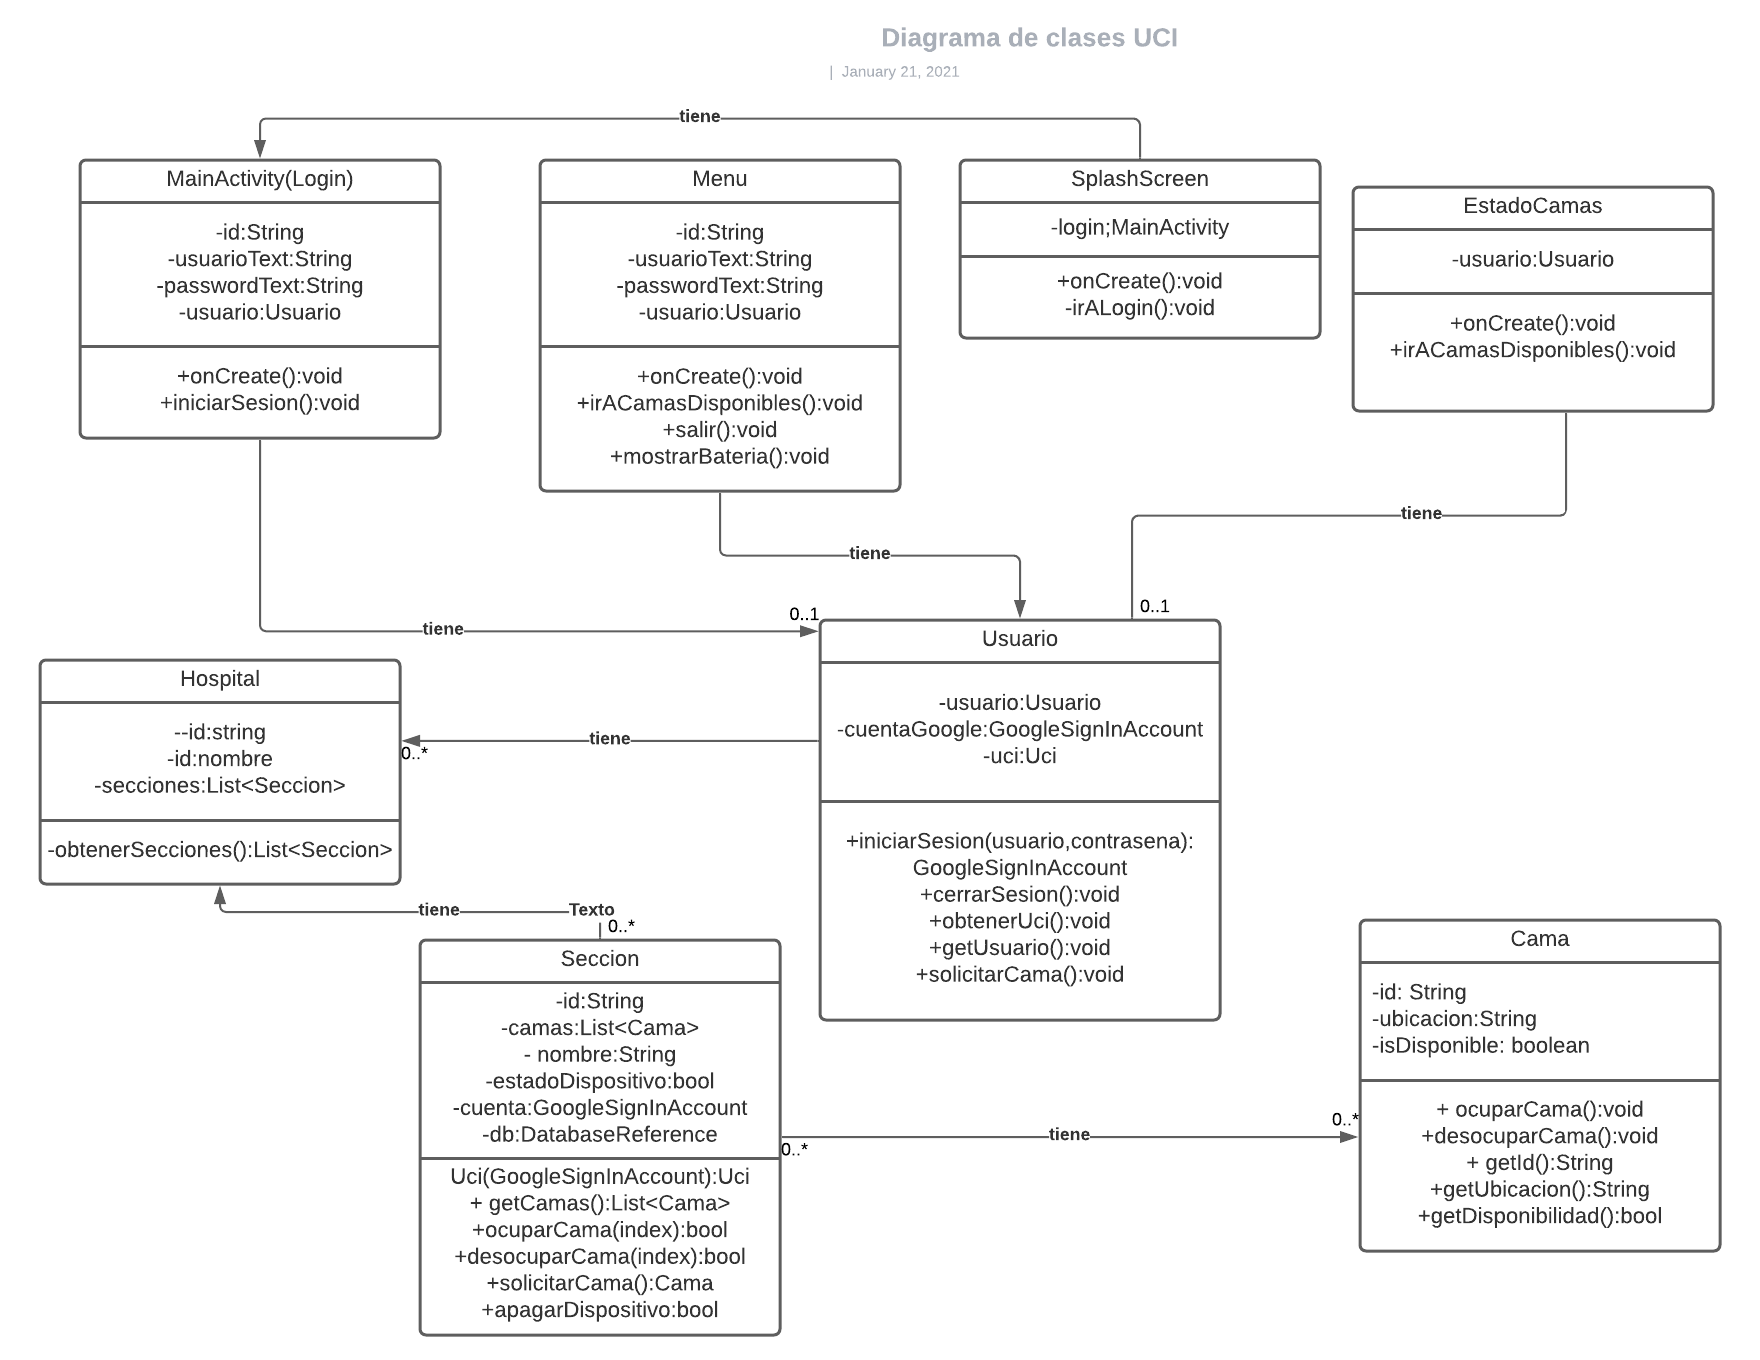 Diagrama de clases UCI
| January 21, 2021
tiene
MainActivity(Login)
-id:String
-usuarioText:String
-passwordText:String
-usuario:Usuario
+onCreate():void
+iniciarSesion():void
Menu
-id:String
-usuarioText:String
-passwordText:String
-usuario:Usuario
+onCreate():void
+irACamasDisponibles():void
+salir():void
+mostrarBateria():void
SplashScreen
-login;MainActivity
+onCreate():void
-irALogin():void
EstadoCamas
-usuario:Usuario
+onCreate():void
+irACamasDisponibles():void
tiene
tiene
0..1
0..1
tiene
Usuario
-usuario:Usuario
-cuentaGoogle:GoogleSignInAccount
-uci:Uci
+iniciarSesion(usuario,contrasena):
GoogleSignInAccount
+cerrarSesion():void
+obtenerUci():void
+getUsuario():void
+solicitarCama():void
Hospital
--id:string
-id:nombre
-secciones:List<Seccion>
-obtenerSecciones():List<Seccion>
tiene
0..*
tiene
Texto
0..*
Seccion
-id:String
-camas:List<Cama>
- nombre:String
-estadoDispositivo:bool
-cuenta:GoogleSignInAccount
-db:DatabaseReference
Uci(GoogleSignInAccount):Uci
+ getCamas():List<Cama>
+ocuparCama(index):bool
+desocuparCama(index):bool
+solicitarCama():Cama
+apagarDispositivo:bool
0..*
tiene
0..*
Cama
-id: String
-ubicacion:String
-isDisponible: boolean
+ ocuparCama():void
+desocuparCama():void
+ getId():String
+getUbicacion():String
+getDisponibilidad():bool